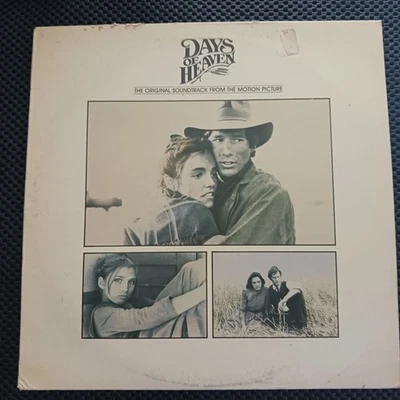 DAYS
OF
HEAVEN
THE ORIGINAL SOUNDTRACK FROM THE MOTION PICTURE